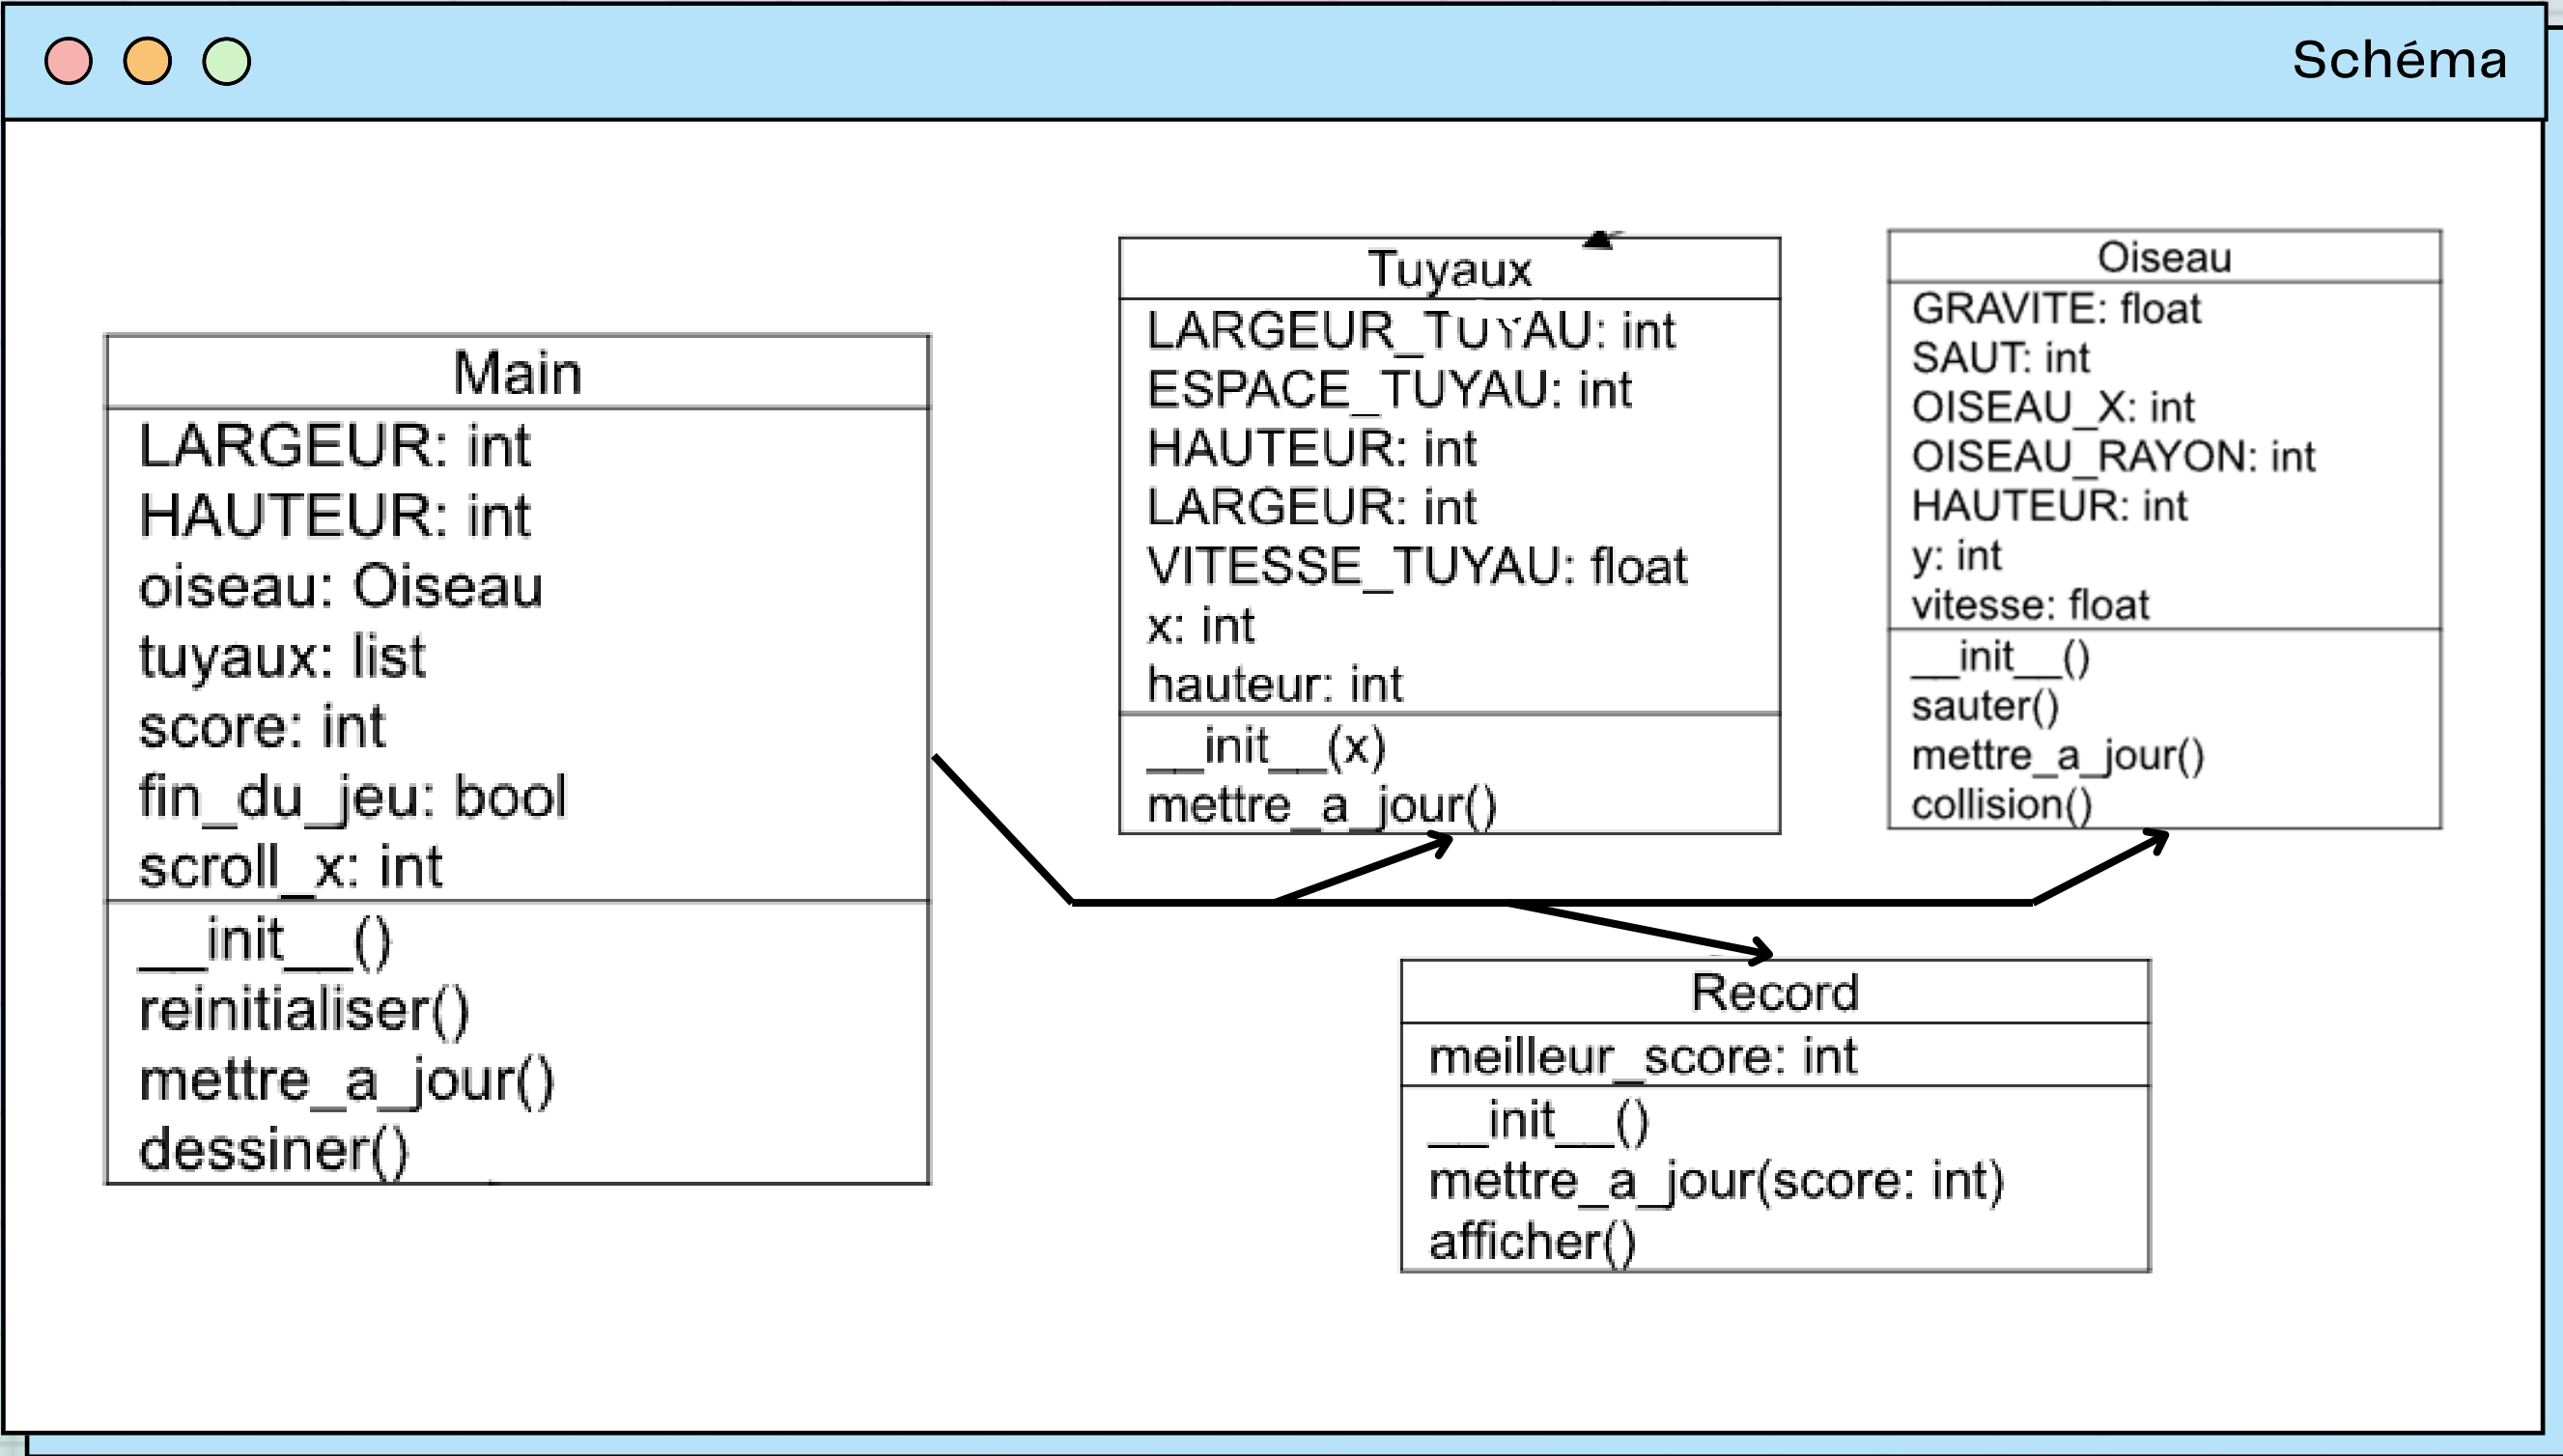 Schéma
Main
LARGEUR: int
HAUTEUR: int
oiseau: Oiseau
tuyaux: list
score: int
fin_du_jeu: bool
scroll_x: int
__init__()
reinitialiser()
mettre_a_jour()
dessiner()
Tuyaux
LARGEUR_TUYAU: int
ESPACE_TUYAU: int
HAUTEUR: int
LARGEUR: int
VITESSE_TUYAU: float
x: int
hauteur: int
__init__(x)
mettre_a_jour()
Oiseau
GRAVITE: float
SAUT: int
OISEAU_X: int
OISEAU_RAYON: int
HAUTEUR: int
y: int
vitesse: float
__init__()
sauter()
mettre_a_jour()
collision()
Record
meilleur_score: int
__init__()
mettre_a_jour(score: int)
afficher()